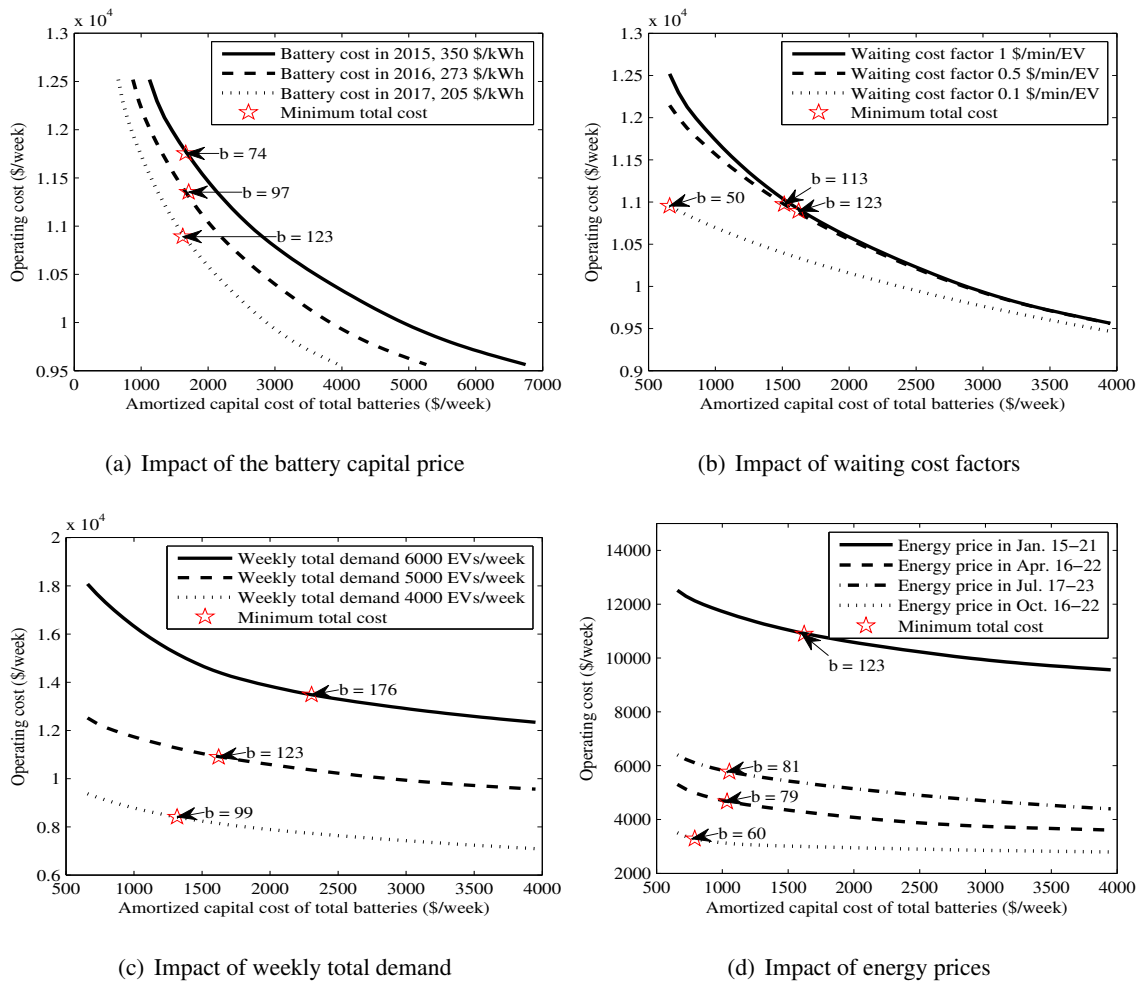 x 10⁴
1.3
1.25
1.2
1.15
1.1
1.05
1
0.95
Operating cost ($/week)
Battery cost in 2015, 350 $/kWh
Battery cost in 2016, 273 $/kWh
Battery cost in 2017, 205 $/kWh
Minimum total cost
b = 74
b = 97
b = 123
0 1000 2000 3000 4000 5000 6000 7000
Amortized capital cost of total batteries ($/week)
(a) Impact of the battery capital price
x 10⁴
1.3
1.25
1.2
1.15
1.1
1.05
1
0.95
0.9
Operating cost ($/week)
Waiting cost factor 1 $/min/EV
Waiting cost factor 0.5 $/min/EV
Waiting cost factor 0.1 $/min/EV
Minimum total cost
b = 113
b = 50
b = 123
500 1000 1500 2000 2500 3000 3500 4000
Amortized capital cost of total batteries ($/week)
(b) Impact of waiting cost factors
x 10⁴
2
1.8
1.6
1.4
1.2
1
0.8
0.6
Operating cost ($/week)
Weekly total demand 6000 EVs/week
Weekly total demand 5000 EVs/week
Weekly total demand 4000 EVs/week
Minimum total cost
b = 176
b = 123
b = 99
500 1000 1500 2000 2500 3000 3500 4000
Amortized capital cost of total batteries ($/week)
(c) Impact of weekly total demand
14000
12000
10000
8000
6000
4000
2000
Operating cost ($/week)
Energy price in Jan. 15−21
Energy price in Apr. 16−22
Energy price in Jul. 17−23
Energy price in Oct. 16−22
Minimum total cost
b = 123
b = 81
b = 79
b = 60
500 1000 1500 2000 2500 3000 3500 4000
Amortized capital cost of total batteries ($/week)
(d) Impact of energy prices